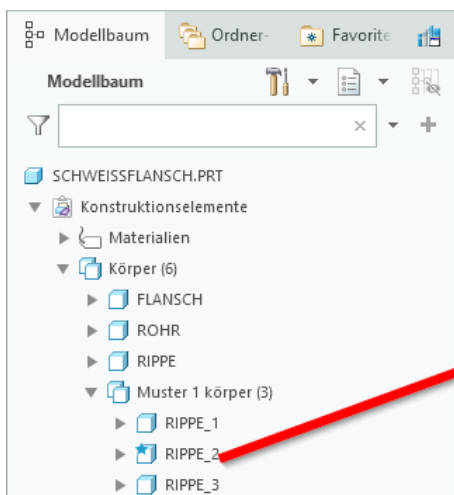 Modellbaum Ordner- Favorite
Modellbaum
SCHWEISSFLANSCH.PRT
Konstruktionselemente
Materialien
Körper (6)
FLANSCH
ROHR
RIPPE
Muster 1 körper (3)
RIPPE_1
RIPPE_2
RIPPE_3